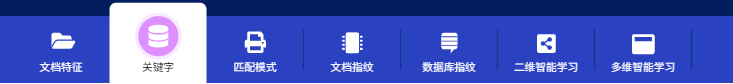 文档特征
关键字
匹配模式
文档指纹
数据库指纹
二维智能学习
多维智能学习